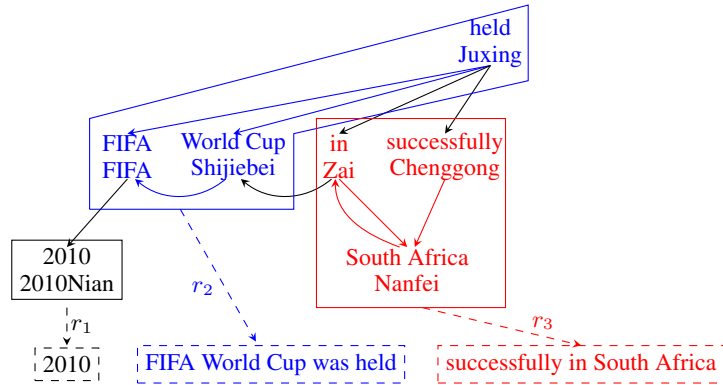 held
Juxing
FIFA
FIFA
World Cup
Shijiebei
in
Zai
successfully
Chenggong
2010
2010Nian
South Africa
Nanfei
r1
r2
r3
2010
FIFA World Cup was held
successfully in South Africa